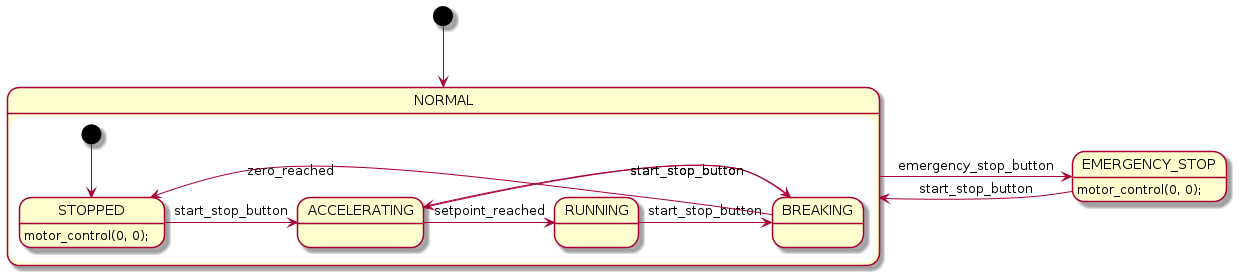 NORMAL
zero_reached
start_stop_button
STOPPED
motor_control(0, 0);
start_stop_button
ACCELERATING
setpoint_reached
RUNNING
start_stop_button
BREAKING
emergency_stop_button
start_stop_button
EMERGENCY_STOP
motor_control(0, 0);